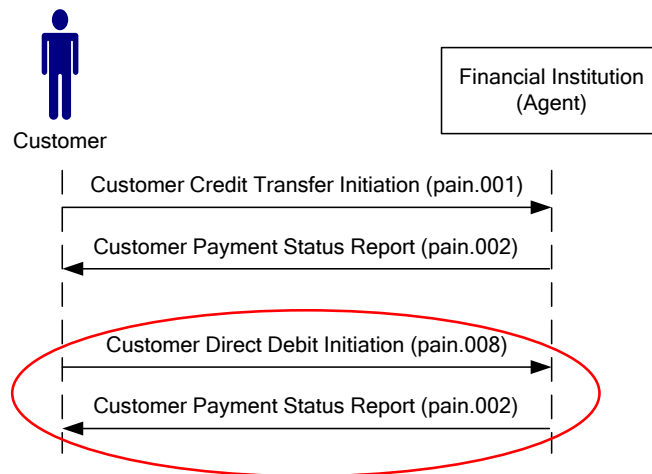 Financial Institution
(Agent)
Customer
Customer Credit Transfer Initiation (pain.001)
Customer Payment Status Report (pain.002)
Customer Direct Debit Initiation (pain.008)
Customer Payment Status Report (pain.002)